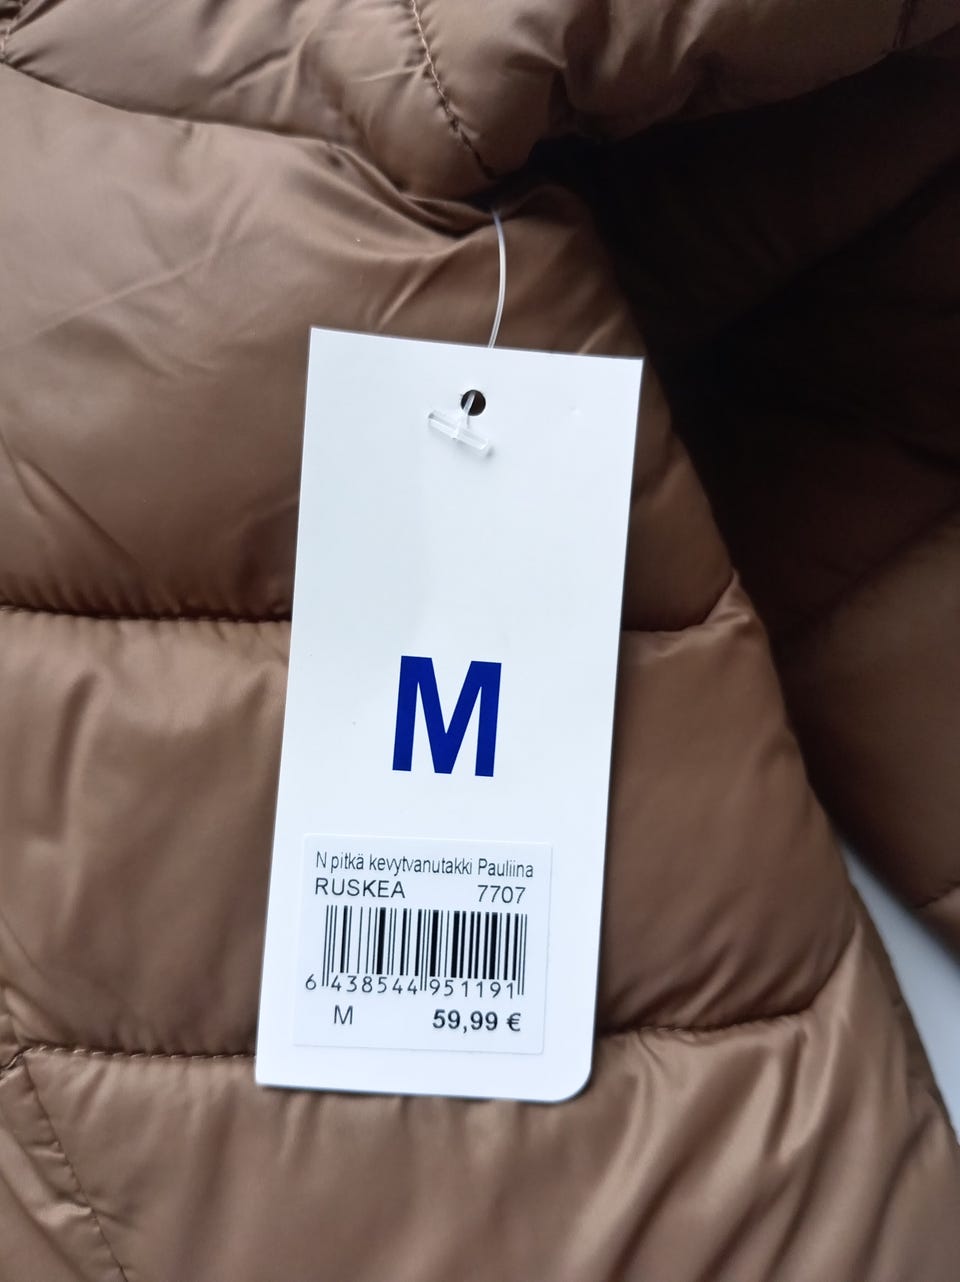 M
N pitkä kevytvanutakki Pauliina
RUSKEA 7707
6 438544 951191
M 59,99 €